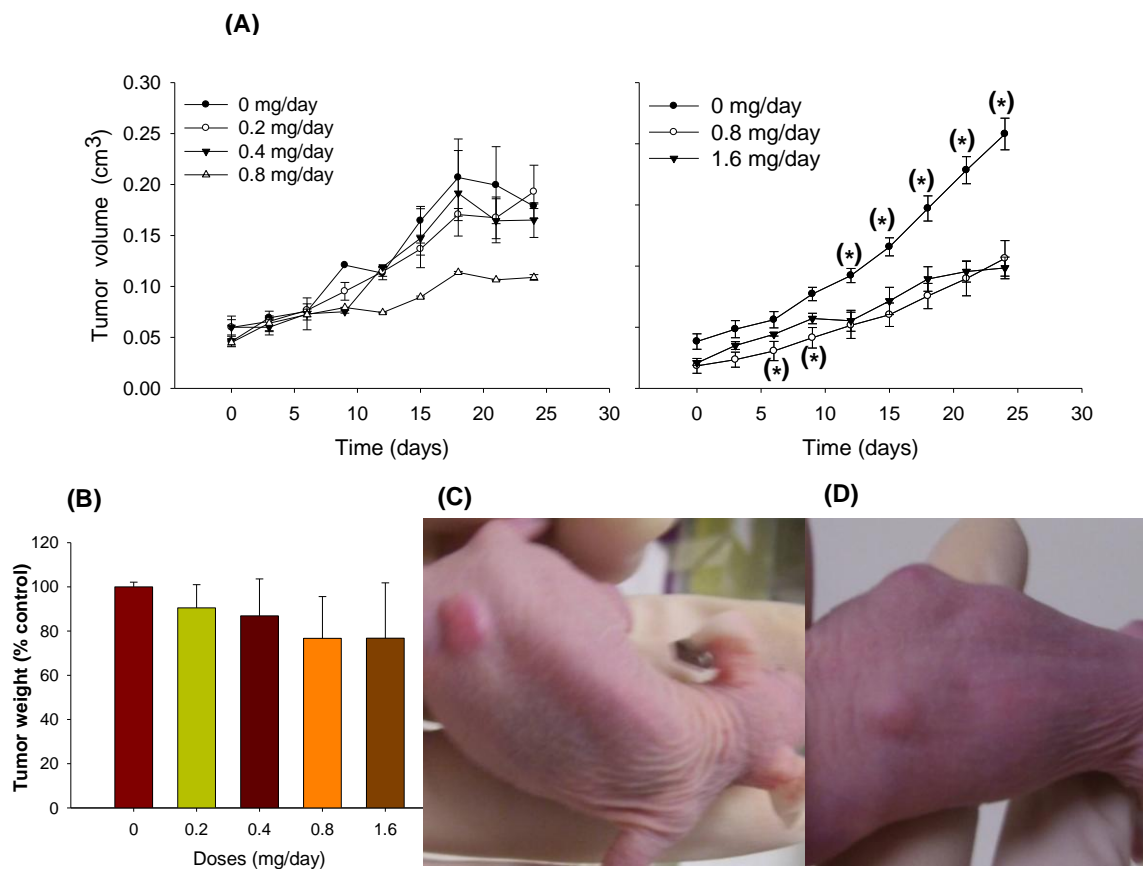 (A)
Tumor volume (cm³)
0.30
0.25
0.20
0.15
0.10
0.05
0.00
0 mg/day
0.2 mg/day
0.4 mg/day
0.8 mg/day
0 5 10 15 20 25 30
Time (days)
0 mg/day
0.8 mg/day
1.6 mg/day
(*)
(*)
(*)
(*)
(*)
(*) (*)
0 5 10 15 20 25 30
Time (days)
(B)
Tumor weight (% control)
120
100
80
60
40
20
0
0 0.2 0.4 0.8 1.6
Doses (mg/day)
(C)
(D)